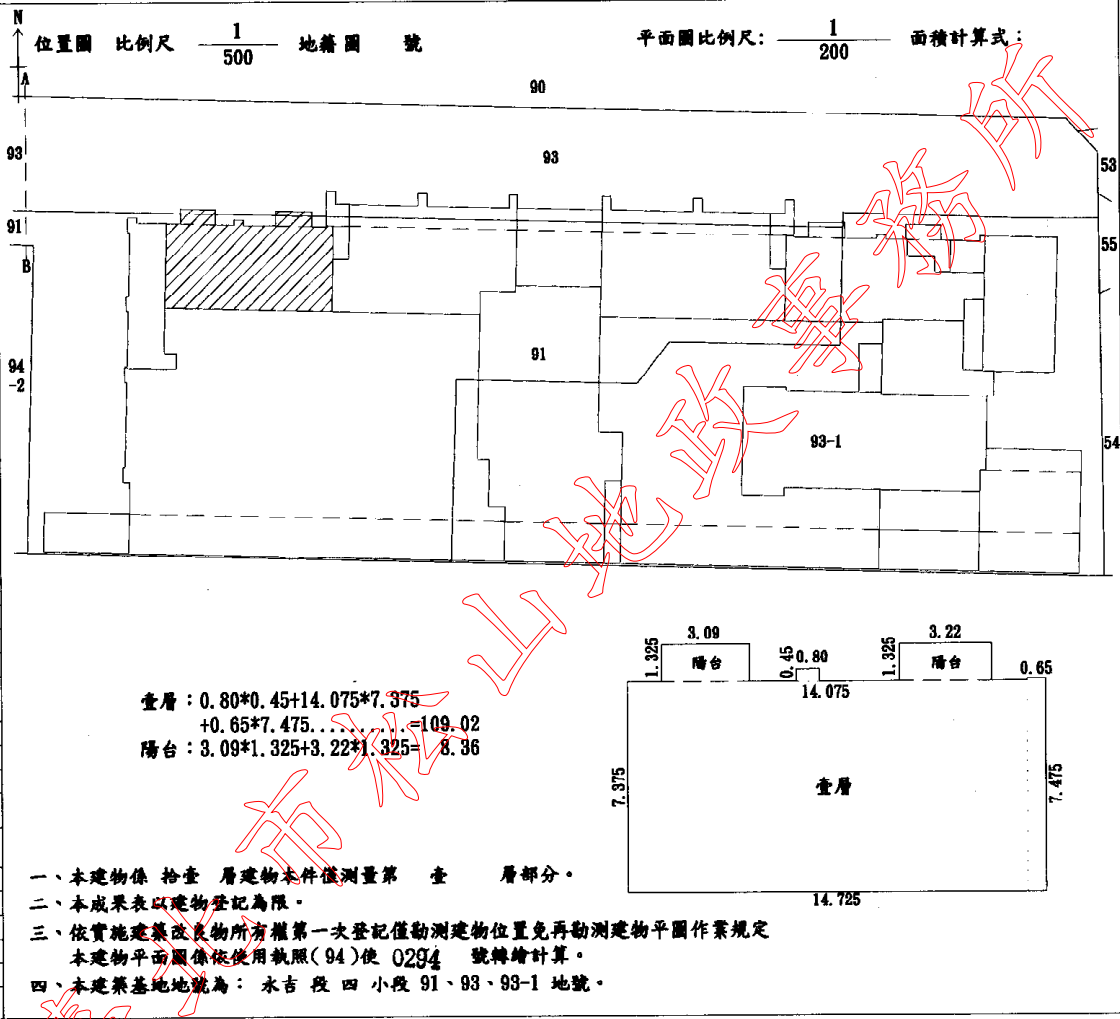 N
位置圖 比例尺 1/500 地籍圖 號
平面圖比例尺: 1/200 面積計算式:
A
90
93
93
53
91
55
B
94
-2
91
93-1
54
3.09
3.22
1.325
陽台
0.45
0.80
1.325
陽台
0.65
14.075
壹層:0.80*0.45+14.075*7.375
+0.65*7.475..........=109.02
陽台:3.09*1.325+3.22*1.325= 8.36
7.375
壹層
7.475
14.725
一、本建物係 拾壹 層建物本件僅測量第 壹 層部分。
二、本成果表以建物登記為限。
三、依實施建築改良物所有權第一次登記僅勘測建物位置免再勘測建物平圖作業規定
本建物平面圖係依使用執照(94)使 0294 號轉繪計算。
四、本建築基地地號為: 永吉 段 四 小段 91、93、93-1 地號。
北市松山地政事務所